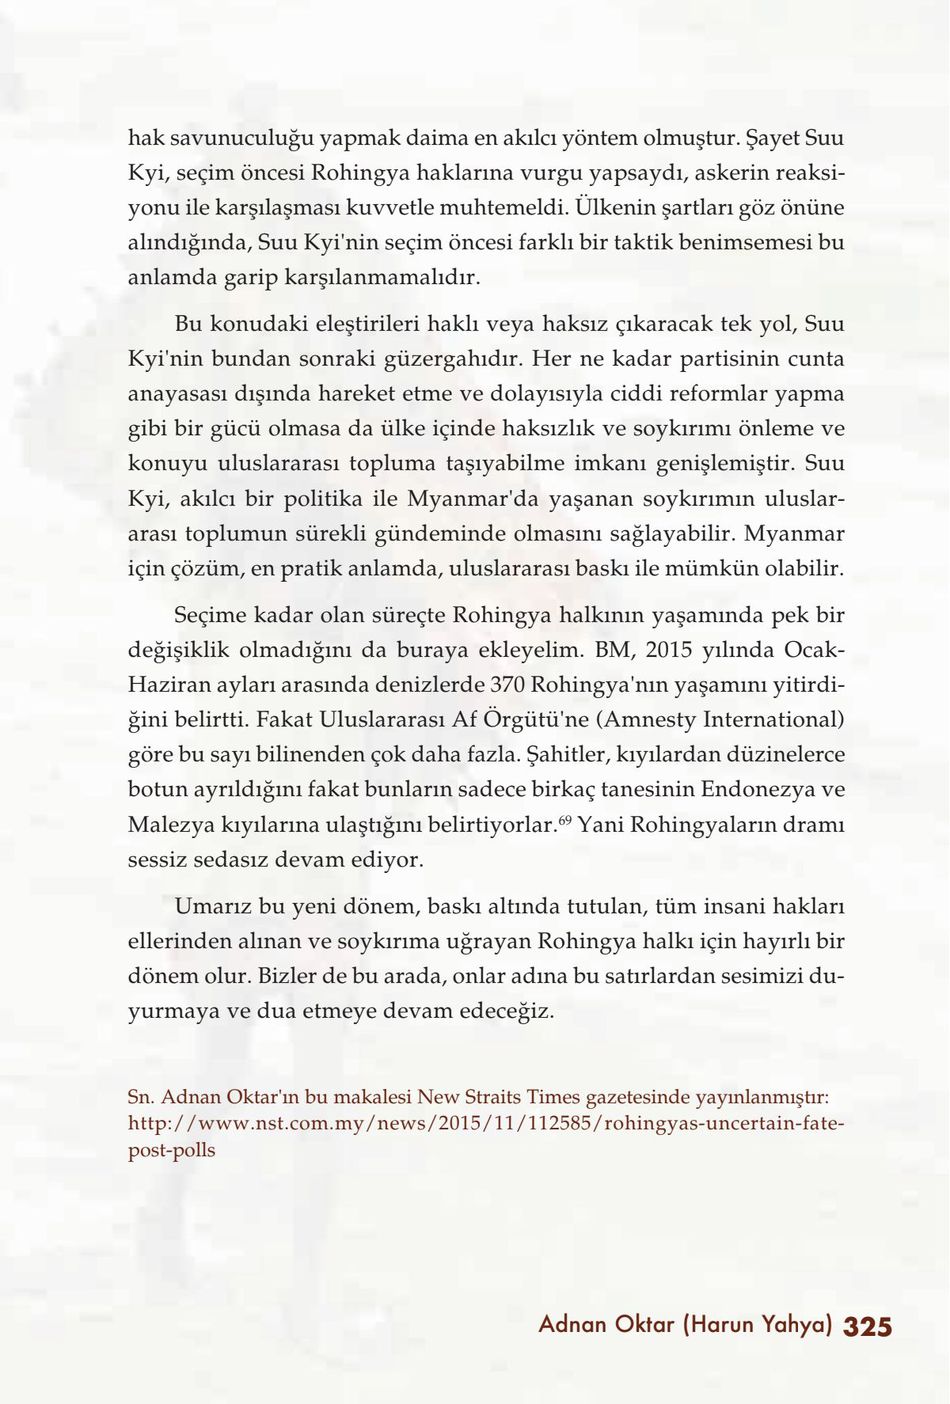 hak savunuculuğu yapmak daima en akılcı yöntem olmuştur. Şayet Suu
Kyi, seçim öncesi Rohingya haklarına vurgu yapsaydı, askerin reaksi-
yonu ile karşılaşması kuvvetle muhtemeldi. Ülkenin şartları göz önüne
alındığında, Suu Kyi'nin seçim öncesi farklı bir taktik benimsemesi bu
anlamda garip karşılanmamalıdır.
Bu konudaki eleştirileri haklı veya haksız çıkaracak tek yol, Suu
Kyi'nin bundan sonraki güzergahıdır. Her ne kadar partisinin cunta
anayasası dışında hareket etme ve dolayısıyla ciddi reformlar yapma
gibi bir gücü olmasa da ülke içinde haksızlık ve soykırımı önleme ve
konuyu uluslararası topluma taşıyabilme imkanı genişlemiştir. Suu
Kyi, akılcı bir politika ile Myanmar'da yaşanan soykırımın uluslar-
arası toplumun sürekli gündeminde olmasını sağlayabilir. Myanmar
için çözüm, en pratik anlamda, uluslararası baskı ile mümkün olabilir.
Seçime kadar olan süreçte Rohingya halkının yaşamında pek bir
değişiklik olmadığını da buraya ekleyelim. BM, 2015 yılında Ocak-
Haziran ayları arasında denizlerde 370 Rohingya'nın yaşamını yitirdi-
ğini belirtti. Fakat Uluslararası Af Örgütü'ne (Amnesty International)
göre bu sayı bilinenden çok daha fazla. Şahitler, kıyılardan düzinelerce
botun ayrıldığını fakat bunların sadece birkaç tanesinin Endonezya ve
Malezya kıyılarına ulaştığını belirtiyorlar.⁶⁹ Yani Rohingyaların dramı
sessiz sedasız devam ediyor.
Umarız bu yeni dönem, baskı altında tutulan, tüm insani hakları
ellerinden alınan ve soykırıma uğrayan Rohingya halkı için hayırlı bir
dönem olur. Bizler de bu arada, onlar adına bu satırlardan sesimizi du-
yurmaya ve dua etmeye devam edeceğiz.
Sn. Adnan Oktar'ın bu makalesi New Straits Times gazetesinde yayınlanmıştır:
http://www.nst.com.my/news/2015/11/112585/rohingyas-uncertain-fate-
post-polls
Adnan Oktar (Harun Yahya) 325